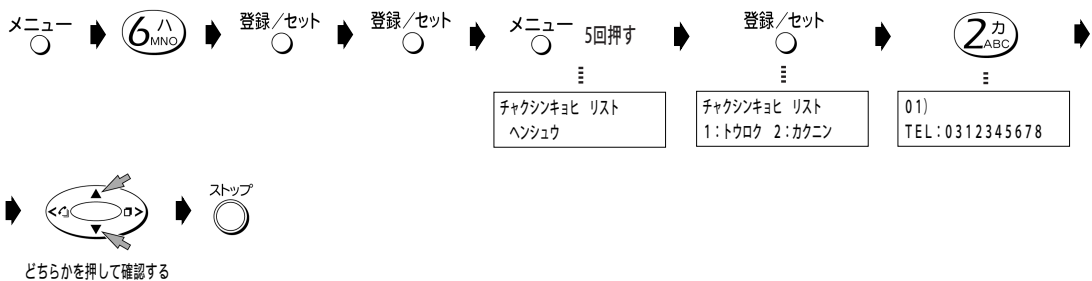 メニュー
6ハ MNO
登録/セット
登録/セット
メニュー 5回押す
チャクシンキョヒ リスト
ヘンシュウ
登録/セット
チャクシンキョヒ リスト
1:トウロク 2:カクニン
2カ ABC
01)
TEL:0312345678
どちらかを押して確認する
ストップ